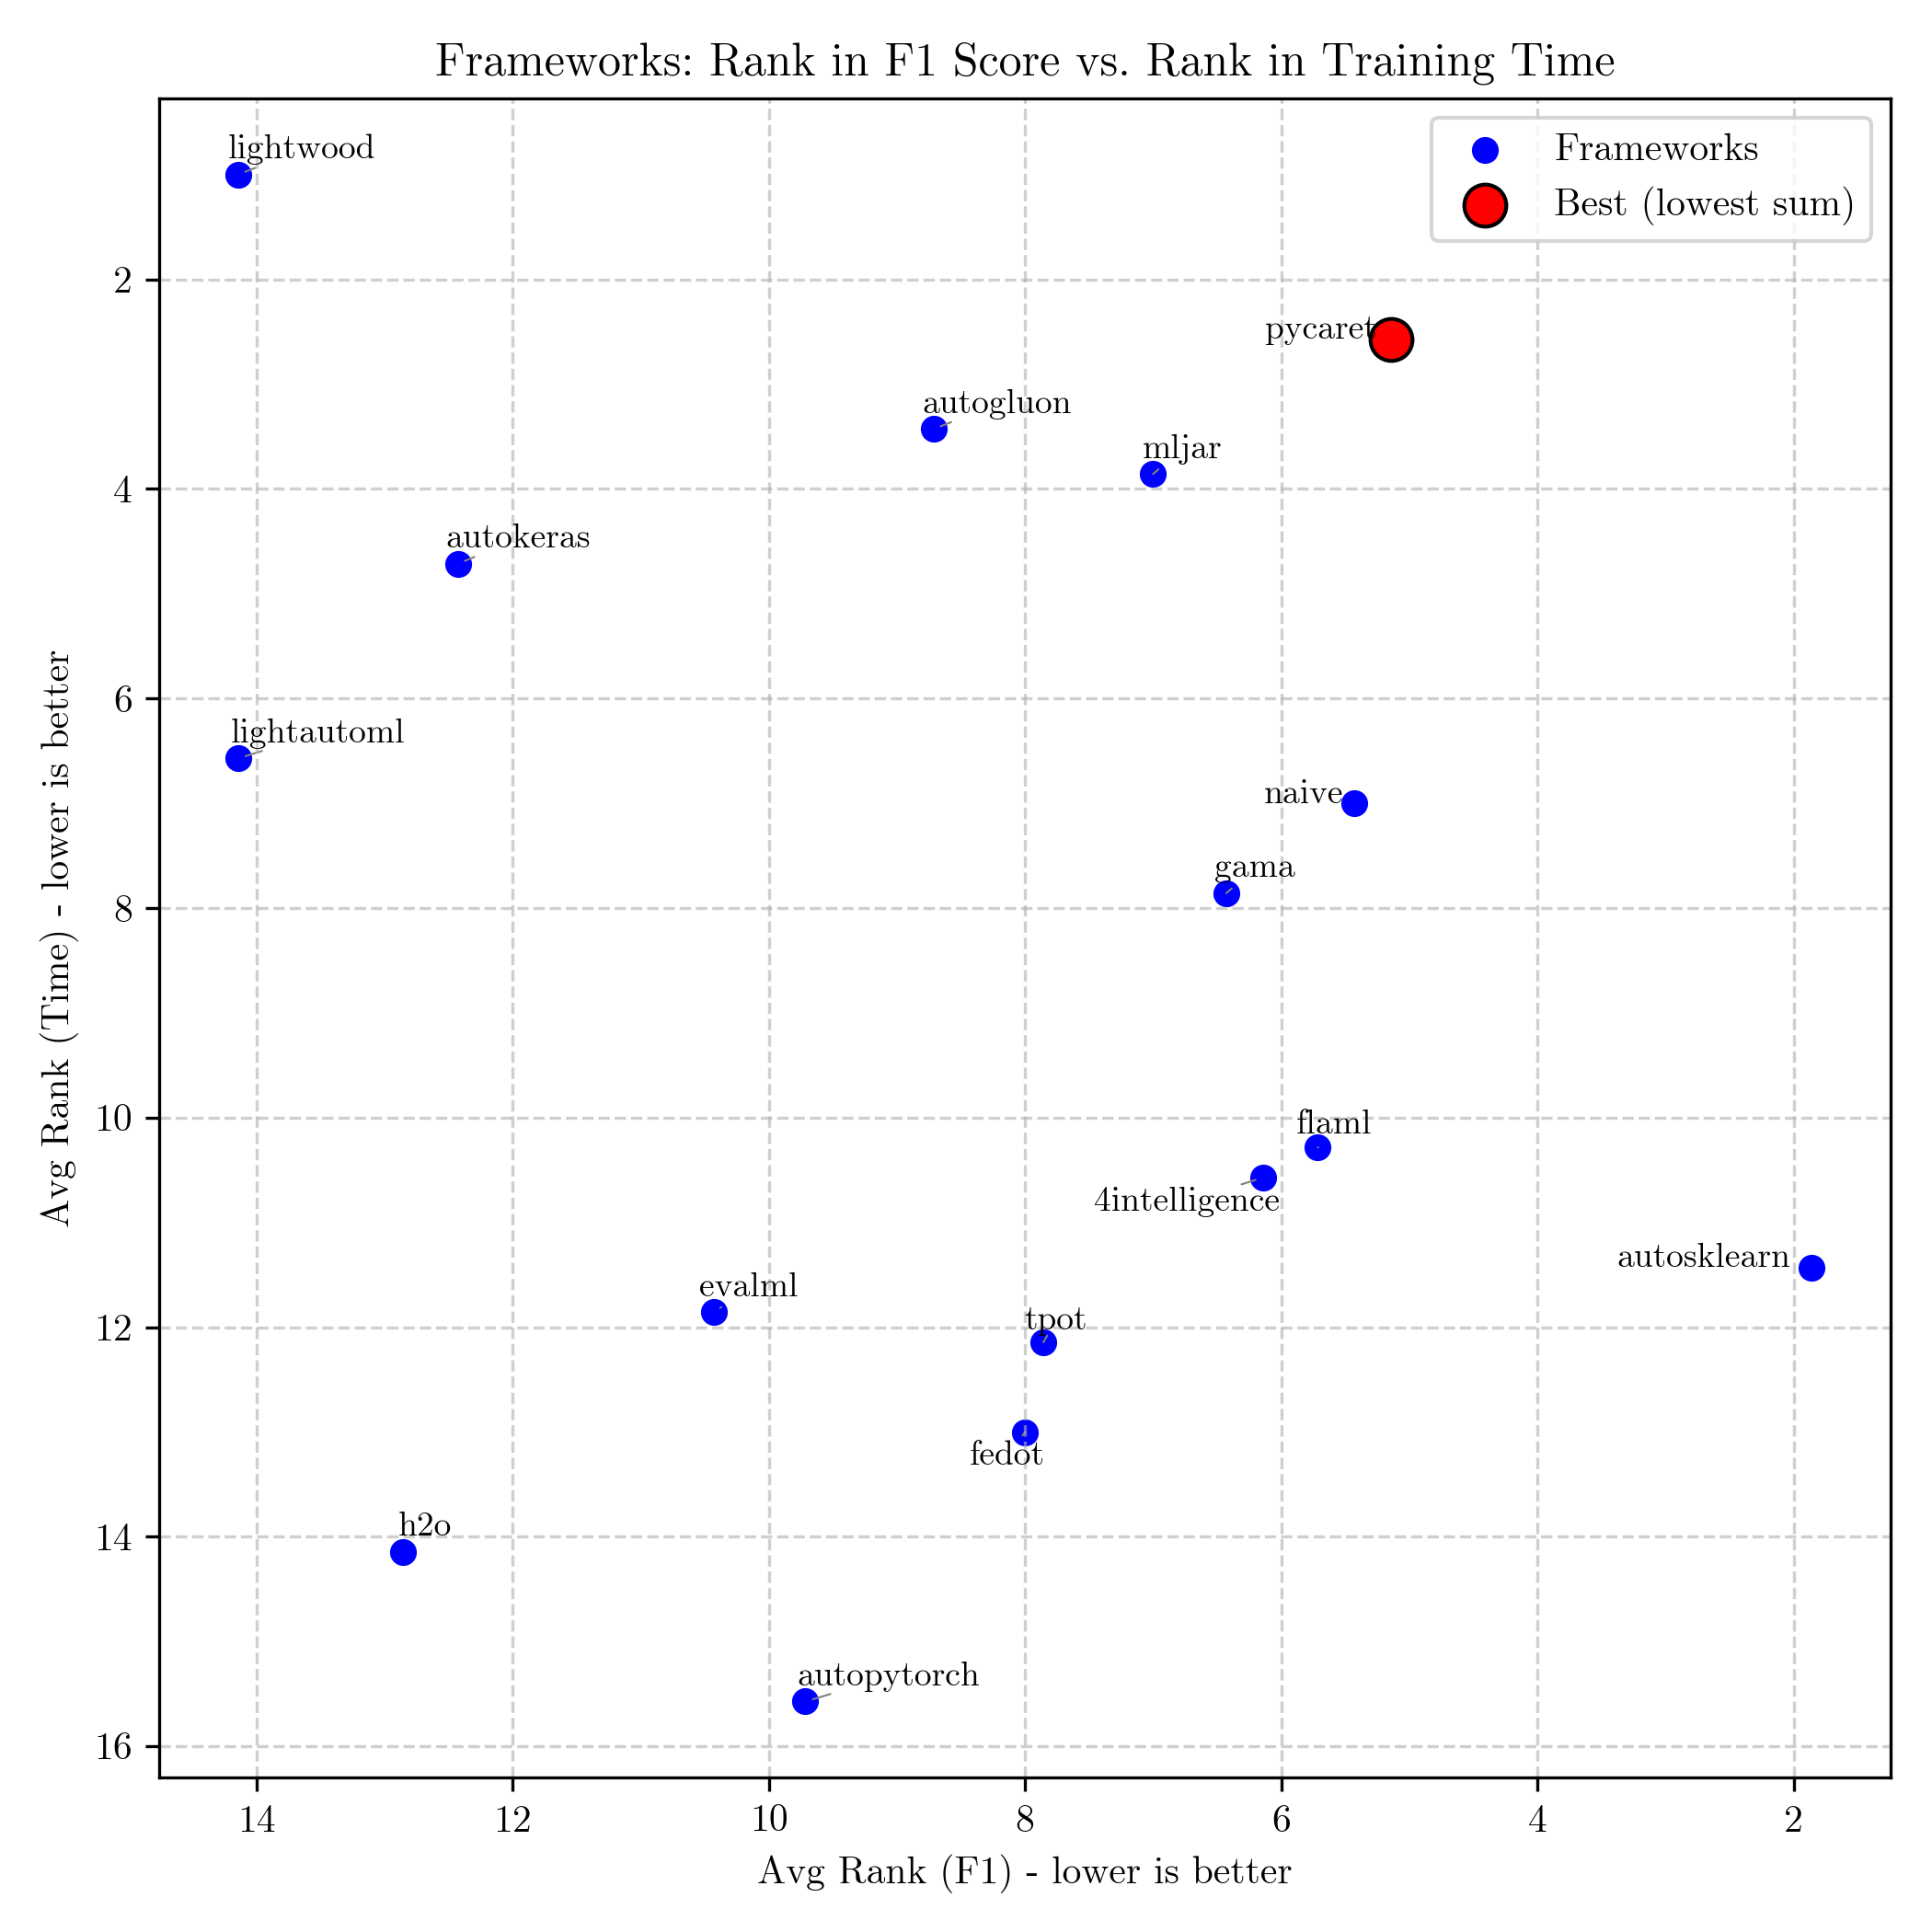 Frameworks: Rank in F1 Score vs. Rank in Training Time
Frameworks
Best (lowest sum)
lightwood
pycaret
autogluon
mljar
autokeras
lightautoml
naive
gama
flaml
4intelligence
autosklearn
evalml
tpot
fedot
h2o
autopytorch
2
4
6
8
10
12
14
16
Avg Rank (Time) - lower is better
14
12
10
8
6
4
2
Avg Rank (F1) - lower is better